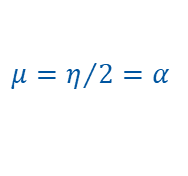 μ = η/2 = α